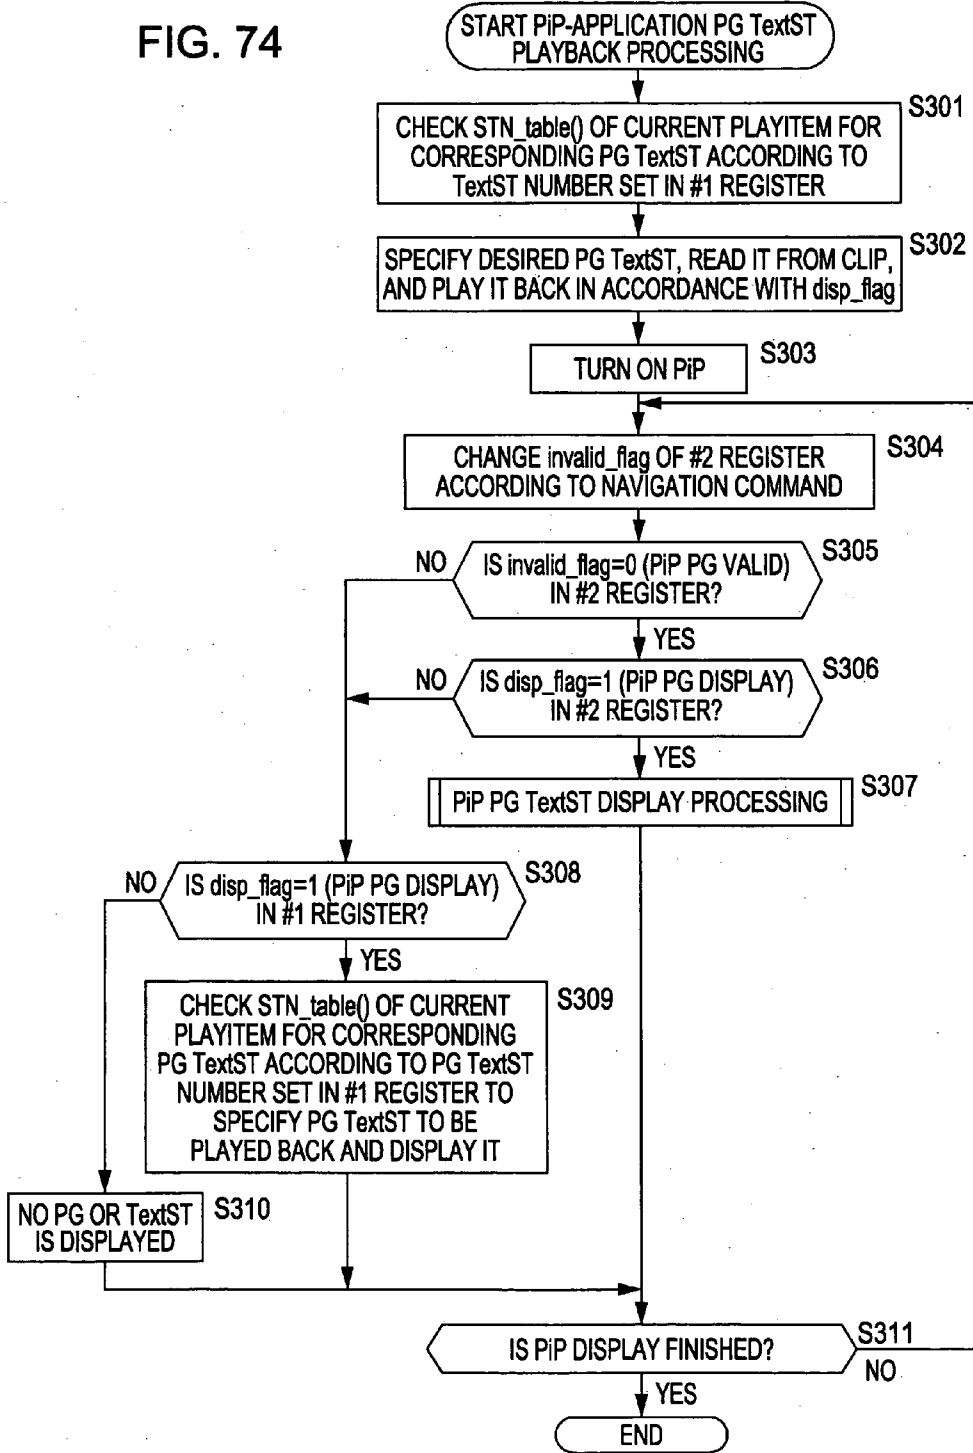 FIG. 74
START PiP-APPLICATION PG TextST
PLAYBACK PROCESSING
S301
CHECK STN_table() OF CURRENT PLAYITEM FOR
CORRESPONDING PG TextST ACCORDING TO
TextST NUMBER SET IN #1 REGISTER
S302
SPECIFY DESIRED PG TextST, READ IT FROM CLIP,
AND PLAY IT BACK IN ACCORDANCE WITH disp_flag
S303
TURN ON PiP
S304
CHANGE invalid_flag OF #2 REGISTER
ACCORDING TO NAVIGATION COMMAND
S305
NO
IS invalid_flag=0 (PiP PG VALID)
IN #2 REGISTER?
YES
S306
NO
IS disp_flag=1 (PiP PG DISPLAY)
IN #2 REGISTER?
YES
S307
PiP PG TextST DISPLAY PROCESSING
S308
NO
IS disp_flag=1 (PiP PG DISPLAY)
IN #1 REGISTER?
YES
S309
CHECK STN_table() OF CURRENT
PLAYITEM FOR CORRESPONDING
PG TextST ACCORDING TO PG TextST
NUMBER SET IN #1 REGISTER TO
SPECIFY PG TextST TO BE
PLAYED BACK AND DISPLAY IT
S310
NO PG OR TextST
IS DISPLAYED
S311
IS PiP DISPLAY FINISHED?
NO
YES
END